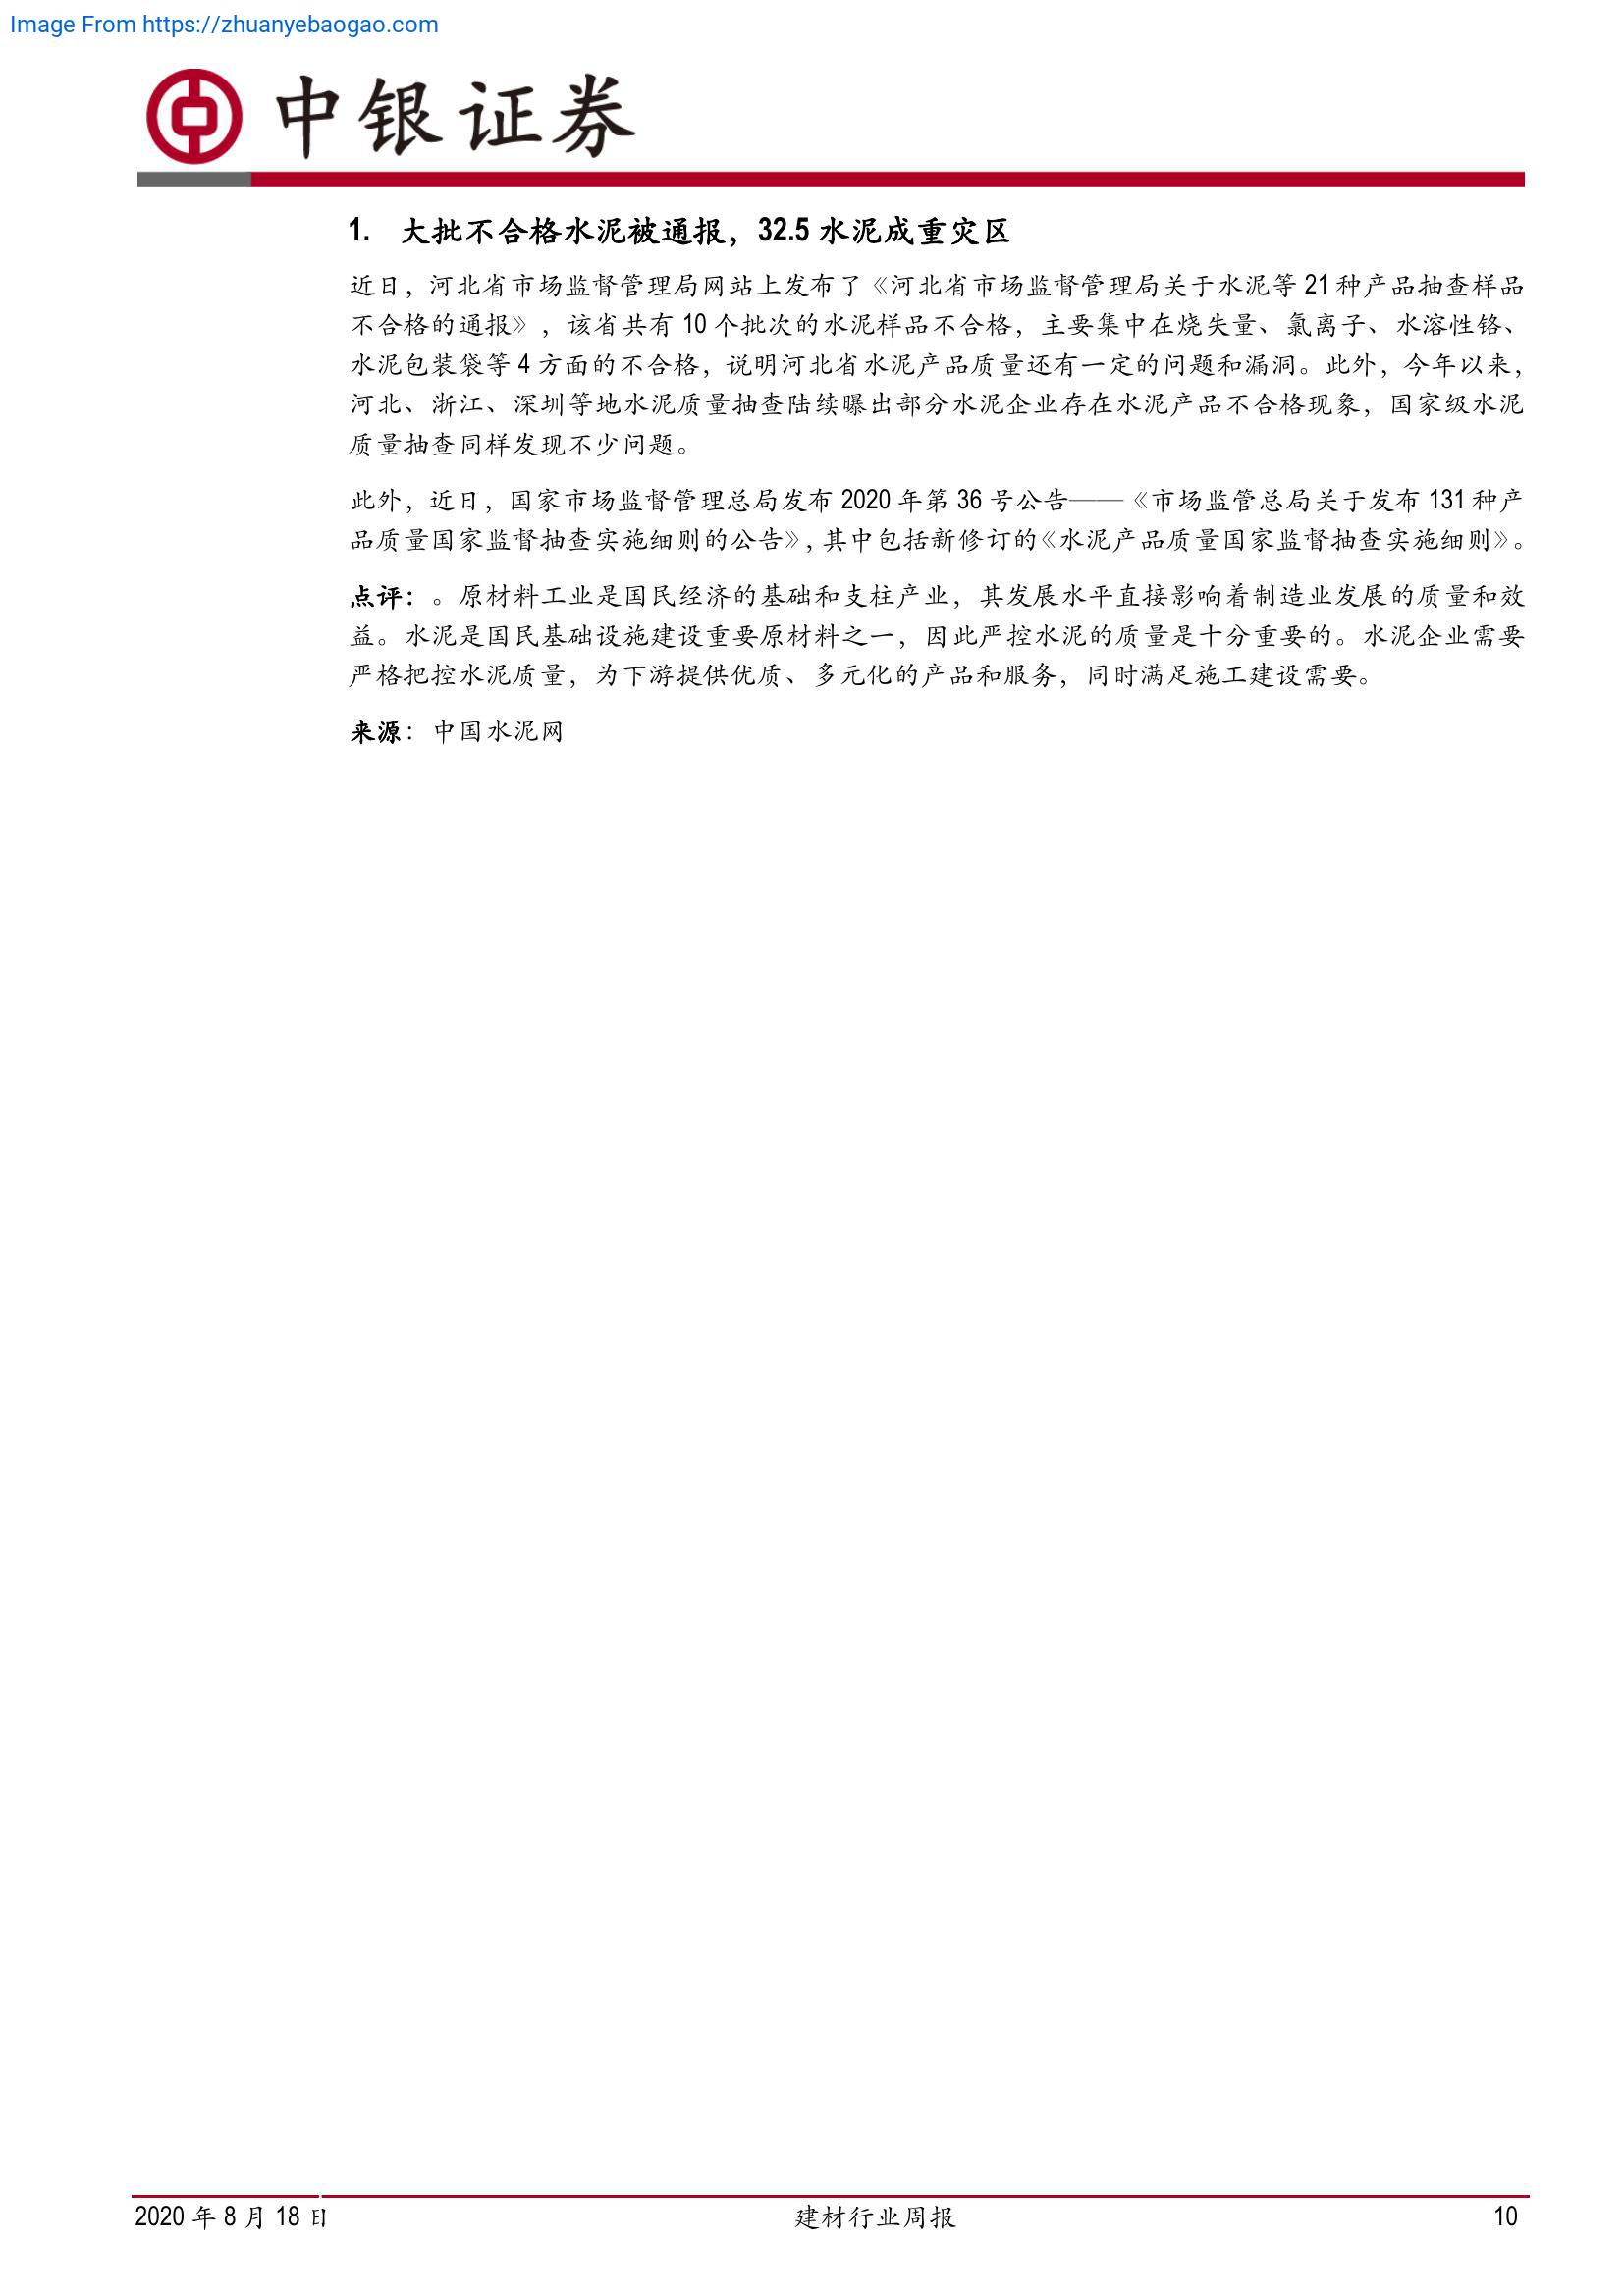 Image From https://zhuanyebaogao.com
中银证券
1. 大批不合格水泥被通报，32.5 水泥成重灾区
近日，河北省市场监督管理局网站上发布了《河北省市场监督管理局关于水泥等 21 种产品抽查样品
不合格的通报》，该省共有 10 个批次的水泥样品不合格，主要集中在烧失量、氯离子、水溶性铬、
水泥包装袋等 4 方面的不合格，说明河北省水泥产品质量还有一定的问题和漏洞。此外，今年以来，
河北、浙江、深圳等地水泥质量抽查陆续曝出部分水泥企业存在水泥产品不合格现象，国家级水泥
质量抽查同样发现不少问题。
此外，近日，国家市场监督管理总局发布 2020 年第 36 号公告——《市场监管总局关于发布 131 种产
品质量国家监督抽查实施细则的公告》，其中包括新修订的《水泥产品质量国家监督抽查实施细则》。
点评：。原材料工业是国民经济的基础和支柱产业，其发展水平直接影响着制造业发展的质量和效
益。水泥是国民基础设施建设重要原材料之一，因此严控水泥的质量是十分重要的。水泥企业需要
严格把控水泥质量，为下游提供优质、多元化的产品和服务，同时满足施工建设需要。
来源：中国水泥网
2020 年 8 月 18 日
建材行业周报
10